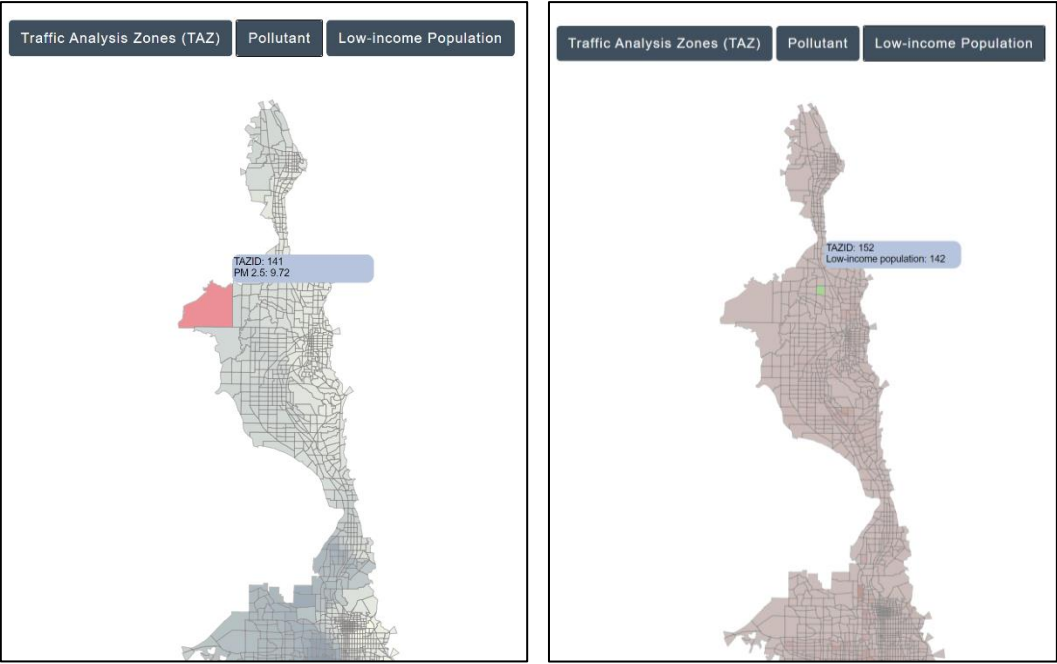 Traffic Analysis Zones (TAZ) Pollutant Low-income Population
TAZID: 141
PM 2.5: 9.72
Traffic Analysis Zones (TAZ) Pollutant Low-income Population
TAZID: 152
Low-income population: 142